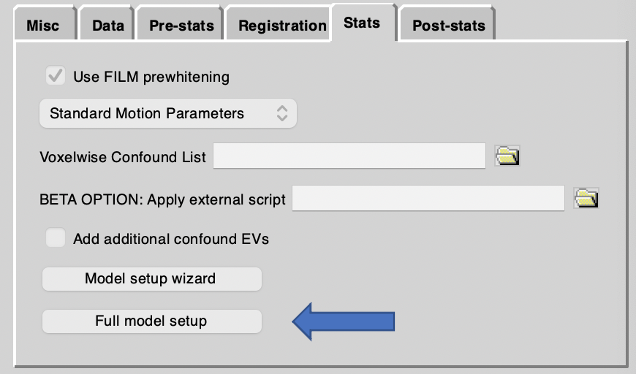 Misc Data Pre-stats Registration Stats Post-stats
Use FILM prewhitening
Standard Motion Parameters
Voxelwise Confound List
BETA OPTION: Apply external script
Add additional confound EVs
Model setup wizard
Full model setup